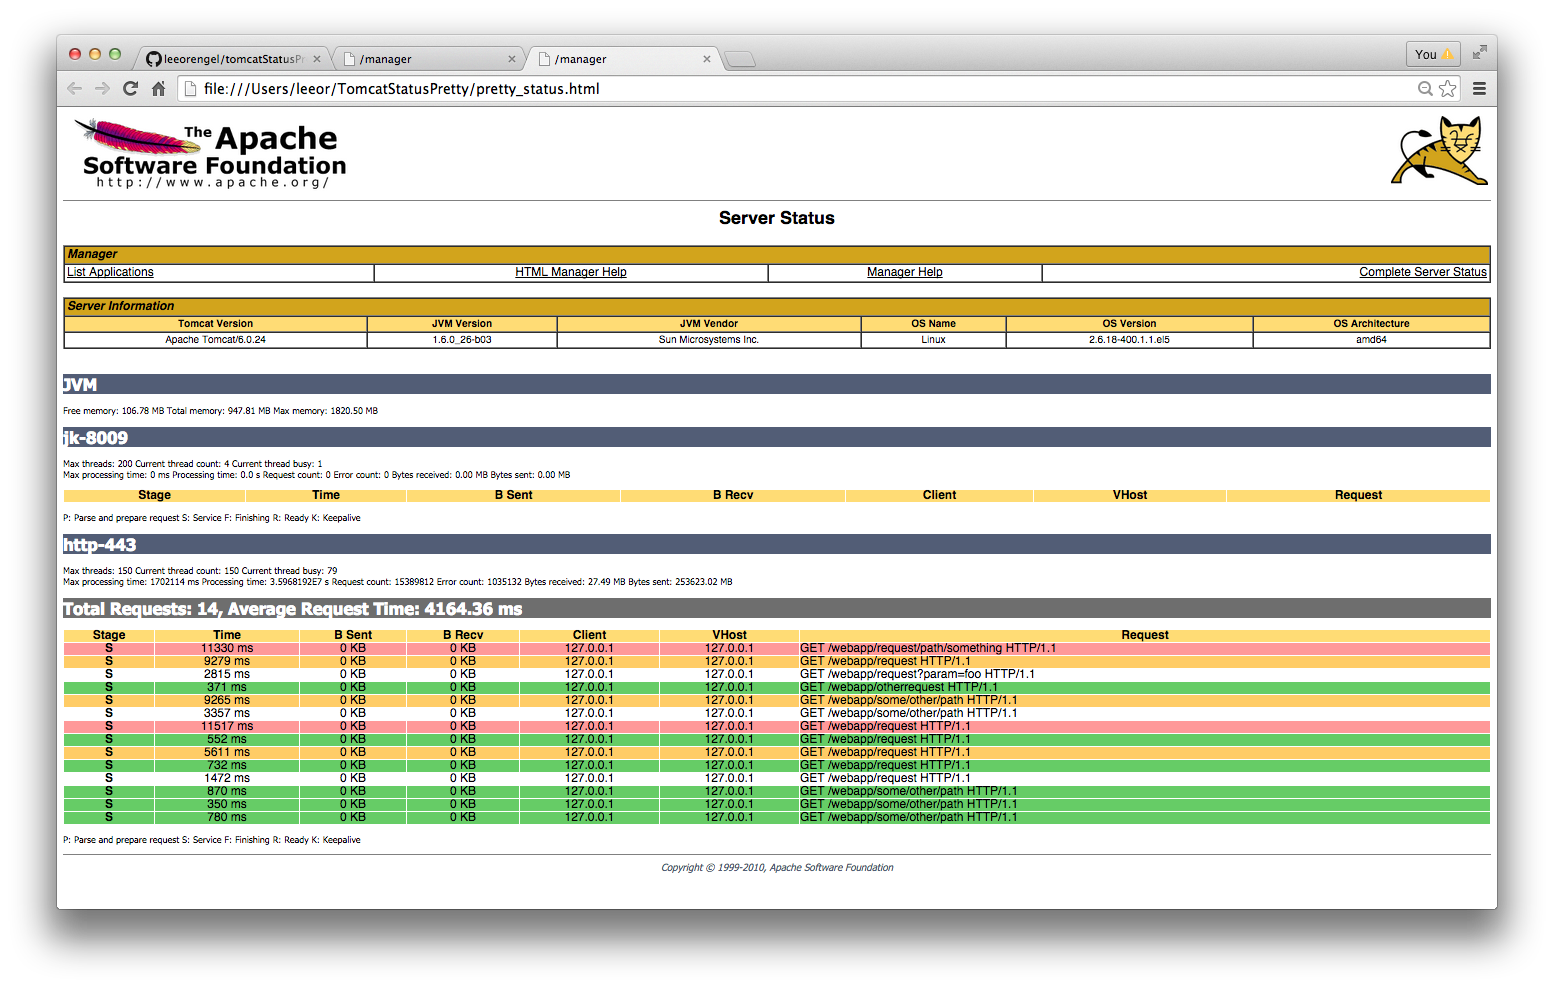 leeorengel/tomcatStatusPr
/manager
/manager
You
file:///Users/leeor/TomcatStatusPretty/pretty_status.html
The Apache
Software Foundation
http://www.apache.org/
Server Status
Manager
List Applications HTML Manager Help Manager Help Complete Server Status
Server Information
Tomcat Version JVM Version JVM Vendor OS Name OS Version OS Architecture
Apache Tomcat/6.0.24 1.6.0_26-b03 Sun Microsystems Inc. Linux 2.6.18-400.1.1.el5 amd64
JVM
Free memory: 106.78 MB Total memory: 947.81 MB Max memory: 1820.50 MB
jk-8009
Max threads: 200 Current thread count: 4 Current thread busy: 1
Max processing time: 0 ms Processing time: 0.0 s Request count: 0 Error count: 0 Bytes received: 0.00 MB Bytes sent: 0.00 MB
Stage Time B Sent B Recv Client VHost Request
P: Parse and prepare request S: Service F: Finishing R: Ready K: Keepalive
http-443
Max threads: 150 Current thread count: 150 Current thread busy: 79
Max processing time: 1702114 ms Processing time: 3.5968192E7 s Request count: 15389812 Error count: 1035132 Bytes received: 27.49 MB Bytes sent: 253623.02 MB
Total Requests: 14, Average Request Time: 4164.36 ms
Stage Time B Sent B Recv Client VHost Request
S 11330 ms 0 KB 0 KB 127.0.0.1 127.0.0.1 GET /webapp/request/path/something HTTP/1.1
S 9279 ms 0 KB 0 KB 127.0.0.1 127.0.0.1 GET /webapp/request HTTP/1.1
S 2815 ms 0 KB 0 KB 127.0.0.1 127.0.0.1 GET /webapp/request?param=foo HTTP/1.1
S 371 ms 0 KB 0 KB 127.0.0.1 127.0.0.1 GET /webapp/otherrequest HTTP/1.1
S 9265 ms 0 KB 0 KB 127.0.0.1 127.0.0.1 GET /webapp/some/other/path HTTP/1.1
S 3357 ms 0 KB 0 KB 127.0.0.1 127.0.0.1 GET /webapp/some/other/path HTTP/1.1
S 11517 ms 0 KB 0 KB 127.0.0.1 127.0.0.1 GET /webapp/request HTTP/1.1
S 552 ms 0 KB 0 KB 127.0.0.1 127.0.0.1 GET /webapp/request HTTP/1.1
S 5611 ms 0 KB 0 KB 127.0.0.1 127.0.0.1 GET /webapp/request HTTP/1.1
S 732 ms 0 KB 0 KB 127.0.0.1 127.0.0.1 GET /webapp/request HTTP/1.1
S 1472 ms 0 KB 0 KB 127.0.0.1 127.0.0.1 GET /webapp/request HTTP/1.1
S 870 ms 0 KB 0 KB 127.0.0.1 127.0.0.1 GET /webapp/some/other/path HTTP/1.1
S 350 ms 0 KB 0 KB 127.0.0.1 127.0.0.1 GET /webapp/some/other/path HTTP/1.1
S 780 ms 0 KB 0 KB 127.0.0.1 127.0.0.1 GET /webapp/some/other/path HTTP/1.1
P: Parse and prepare request S: Service F: Finishing R: Ready K: Keepalive
Copyright © 1999-2010, Apache Software Foundation